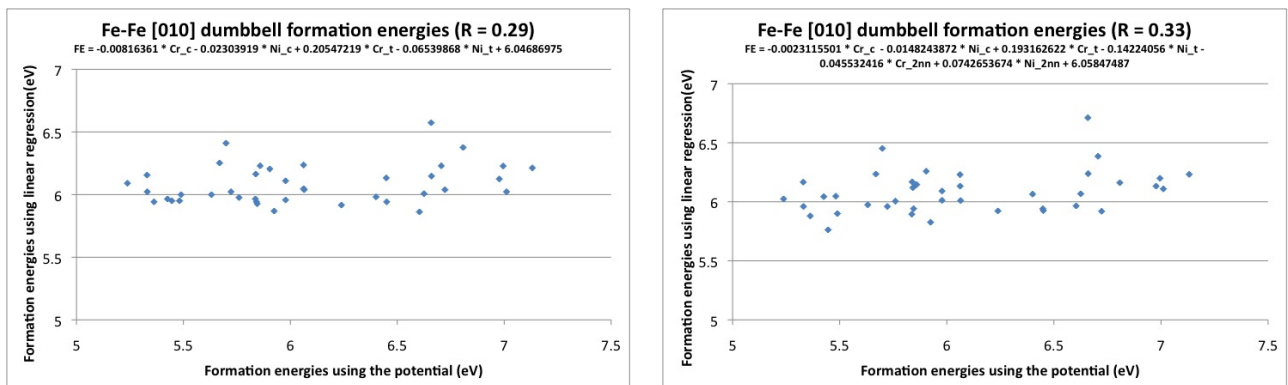 Fe-Fe [010] dumbbell formation energies (R = 0.29)
FE = -0.00816361 * Cr_c - 0.02303919 * Ni_c + 0.20547219 * Cr_t - 0.06539868 * Ni_t + 6.04686975
Formation energies using linear regression(eV)
7
6.5
6
5.5
5
5 5.5 6 6.5 7 7.5
Formation energies using the potential (eV)
Fe-Fe [010] dumbbell formation energies (R = 0.33)
FE = -0.0023115501 * Cr_c - 0.0148243872 * Ni_c + 0.193162622 * Cr_t - 0.14224056 * Ni_t -
0.045532416 * Cr_2nn + 0.0742653674 * Ni_2nn + 6.05847487
Formation energies using linear regression(eV)
7
6.5
6
5.5
5
5 5.5 6 6.5 7 7.5
Formation energies using the potential (eV)